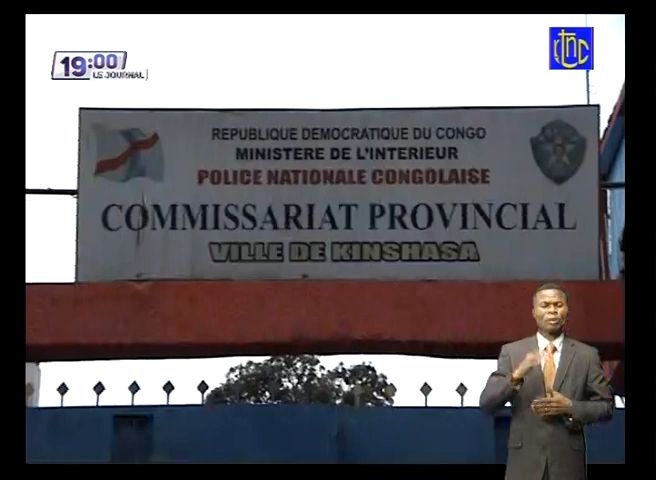 19:00
LE JOURNAL
rtnc
REPUBLIQUE DEMOCRATIQUE DU CONGO
MINISTERE DE L'INTERIEUR
POLICE NATIONALE CONGOLAISE
COMMISSARIAT PROVINCIAL
VILLE DE KINSHASA